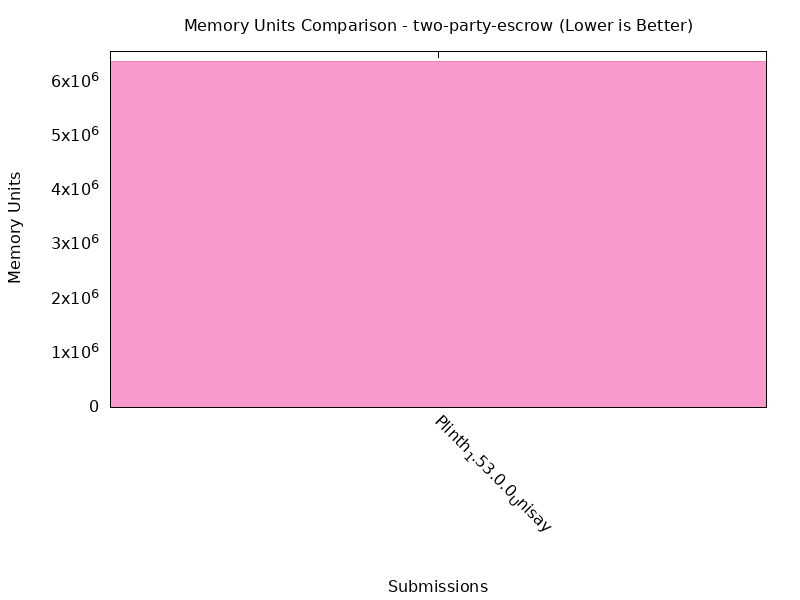 Memory Units Comparison - two-party-escrow (Lower is Better)
6x10⁶
5x10⁶
4x10⁶
3x10⁶
2x10⁶
1x10⁶
0
Memory Units
Plinth₁.53.0.0ᵤnisay
Submissions